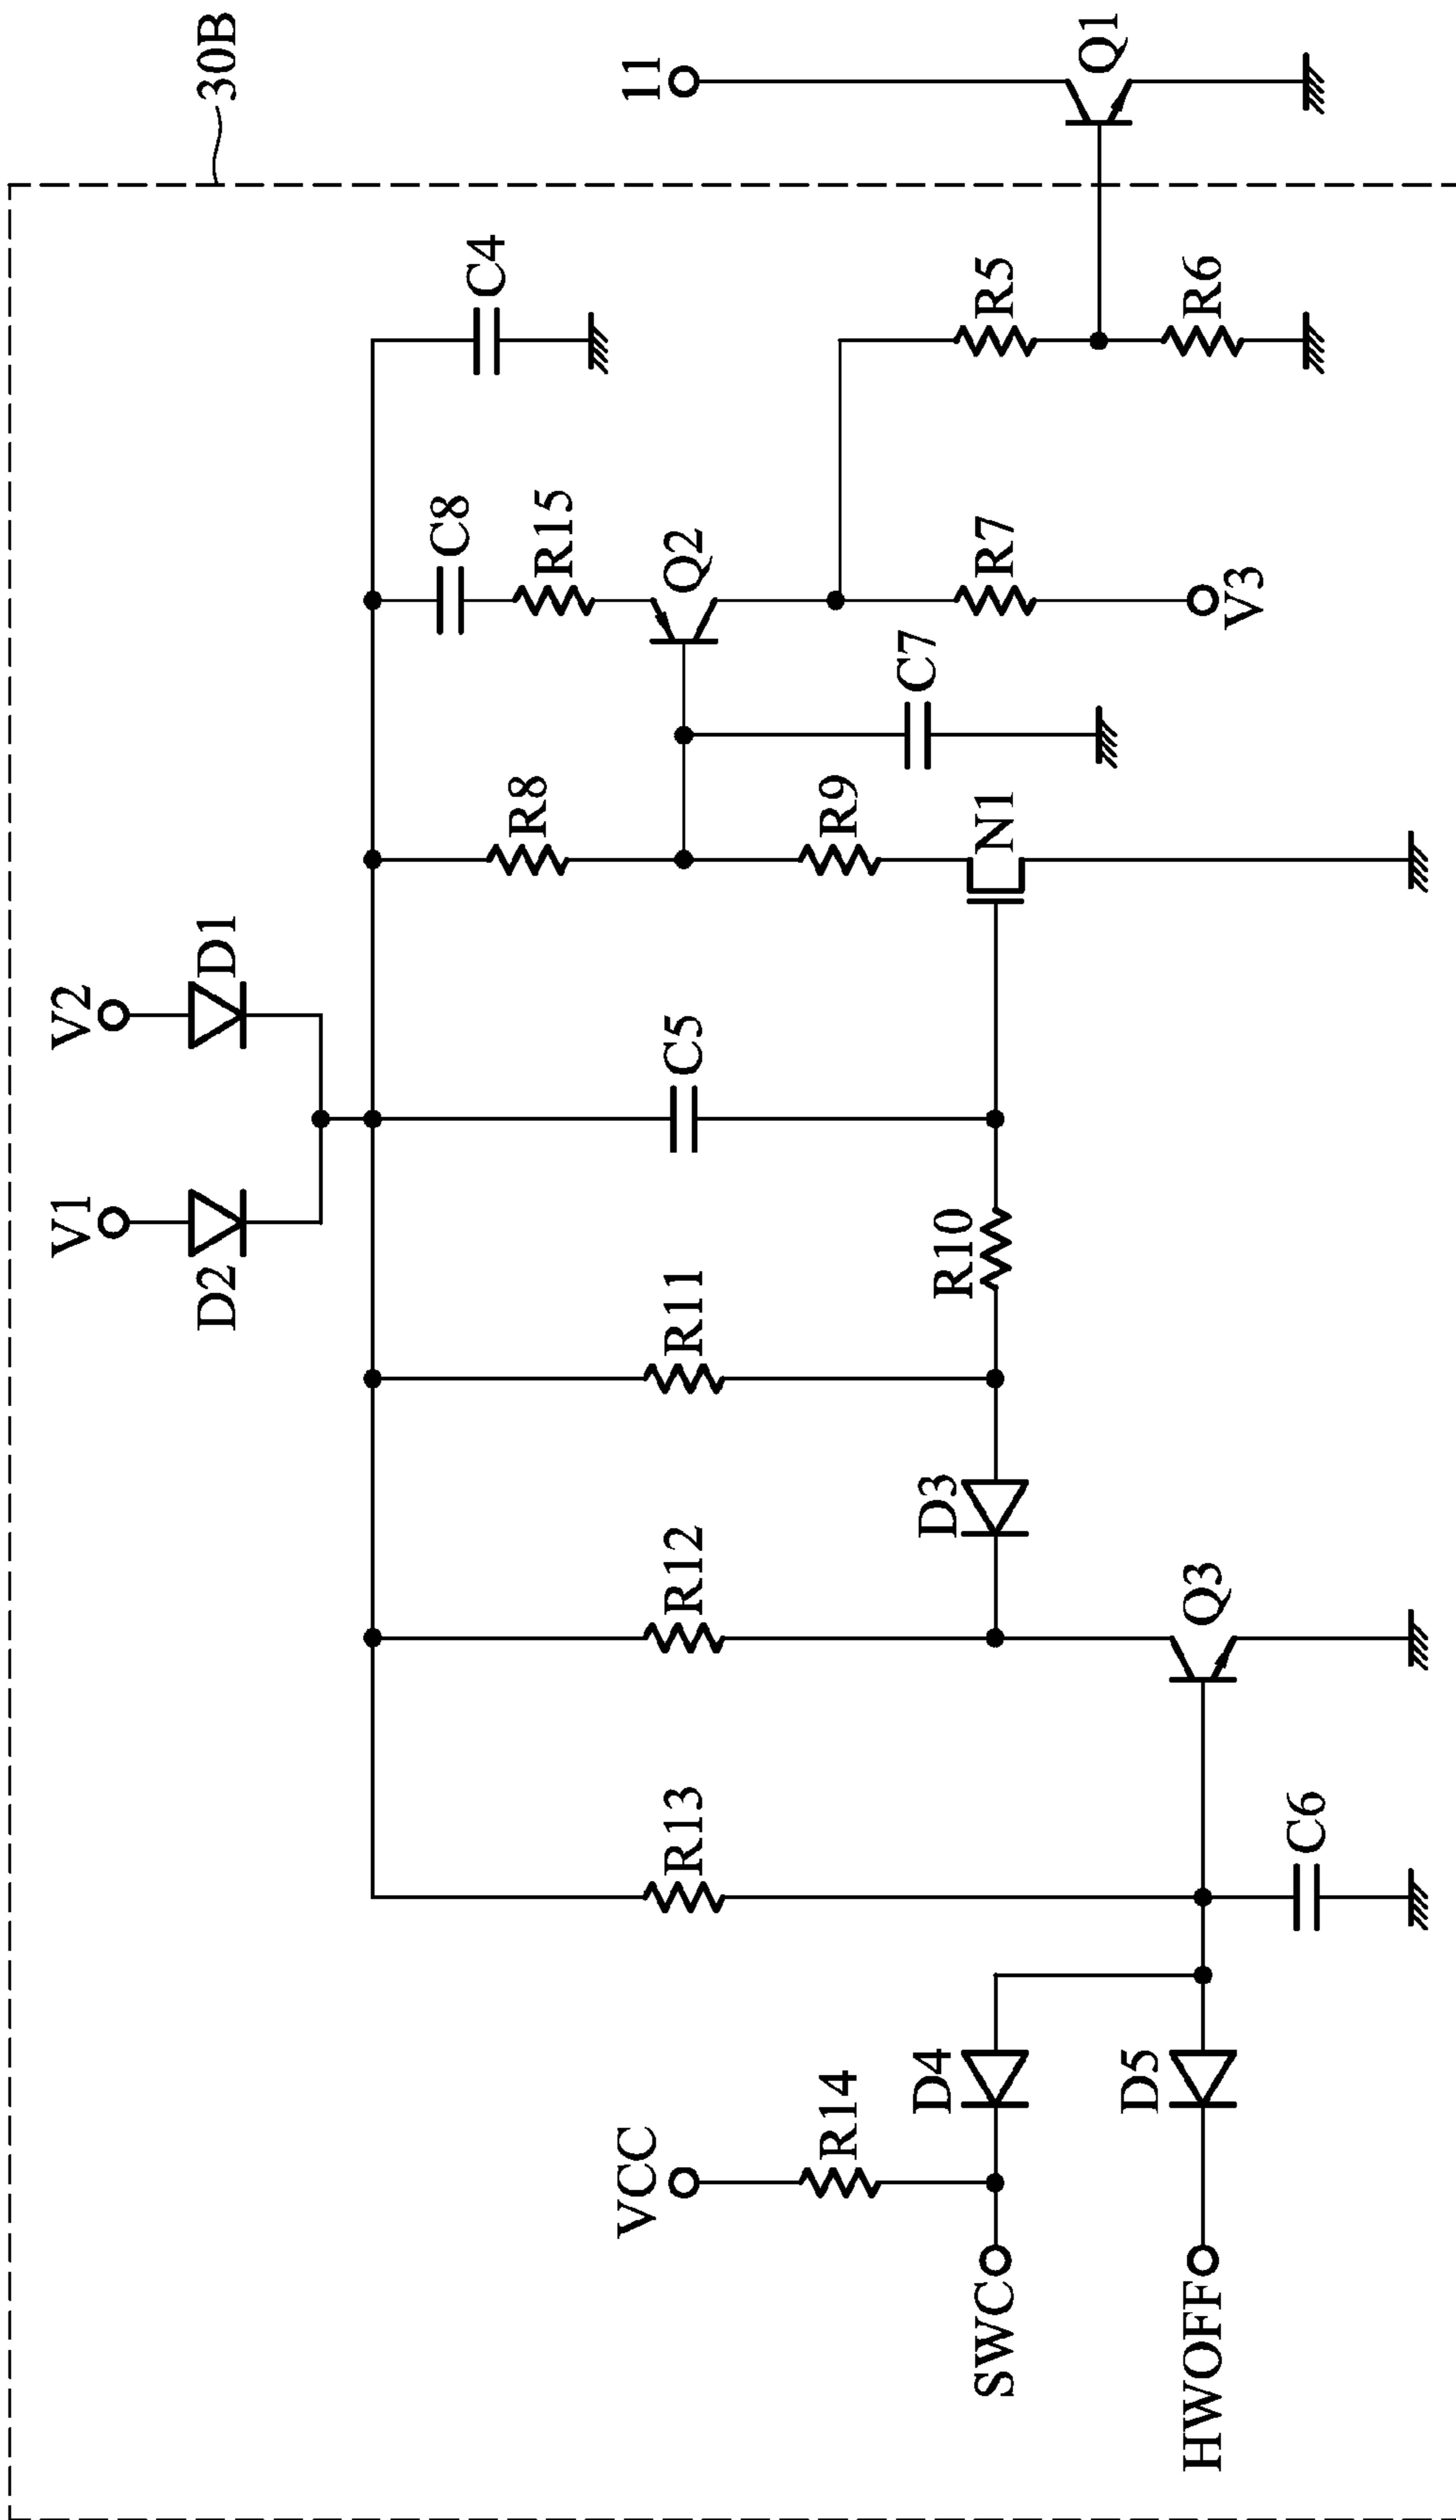 30B
V1
V2
D2
D1
11
C4
C8
R15
Q2
Q1
R5
R6
R7
V3
C7
R8
R9
N1
C5
R10
R11
D3
R12
Q3
R13
C6
VCC
R14
D4
D5
SWC
HWOFF